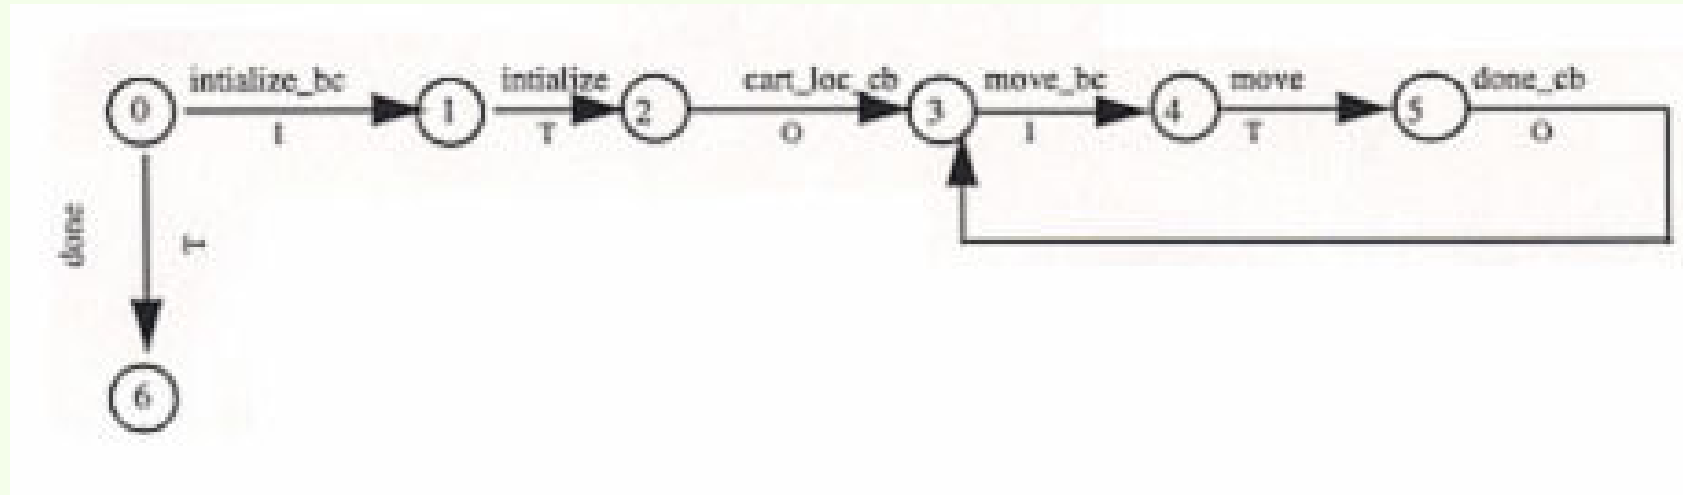 intialize_bc
intialize
cart_loc_cb
move_bc
move
done_cb
0
1
2
3
4
5
I
T
O
I
T
O
done
T
6